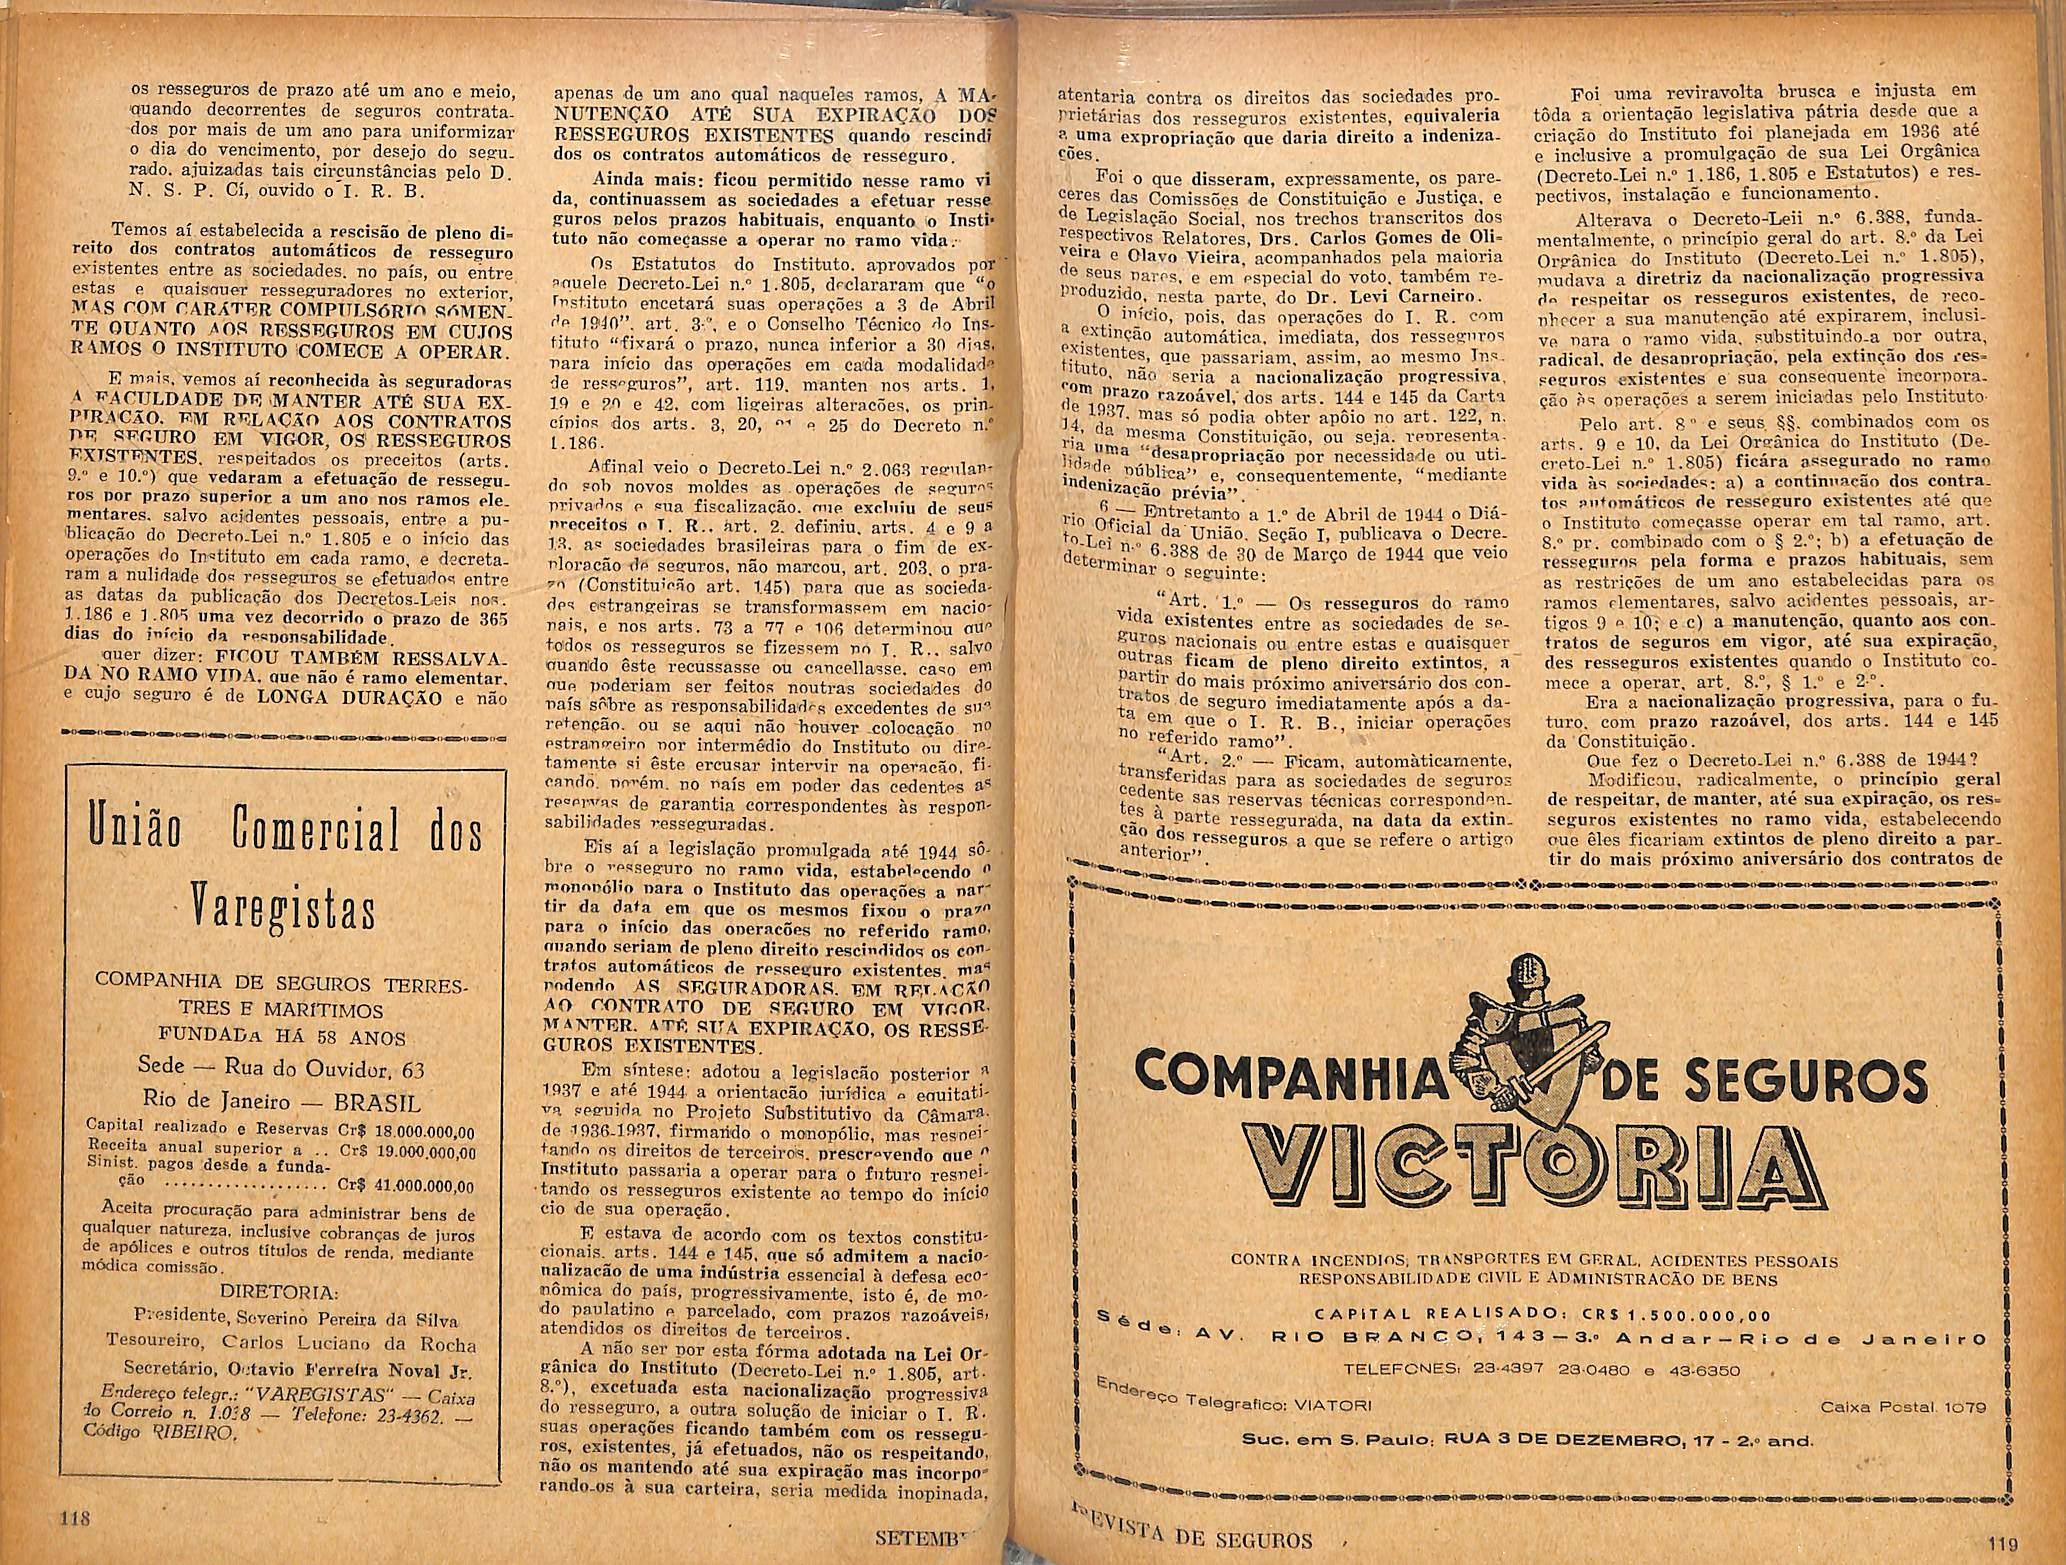 os resseguros de prazo até um ano e meio,
quando decorrentes de seguros contrata-
dos por mais de um ano para uniformizar
o dia do vencimento, por desejo do segu-
rado. ajuizadas tais circunstâncias pelo D.
N. S. P. Cí, ouvido o I. R. B.
Temos aí estabelecida a rescisão de pleno di-
reito dos contratos automáticos de resseguro
existentes entre as sociedades. no país, ou entre
estas e quaisquer resseguradores no exterior,
MAS COM CARÁTER COMPULSÓRIO SÓMEN-
TE QUANTO AOS RESSEGUROS EM CUJOS
RAMOS O INSTITUTO COMECE A OPERAR.
E mais, vemos aí reconhecida às seguradoras
A FACULDADE DE MANTER ATÉ SUA EX-
PIRAÇÃO. EM RELAÇÃO AOS CONTRATOS
DE SEGURO EM VIGOR, OS RESSEGUROS
EXISTENTES. respeitados os preceitos (arts.
9.º e 10.º) que vedaram a efetuação de ressegu-
ros por prazo superior a um ano nos ramos ele-
mentares. salvo acidentes pessoais, entre a pu-
blicação do Decreto-Lei n.º 1.805 e o início das
operações do Instituto em cada ramo, e decreta-
ram a nulidade dos resseguros se efetuados entre
as datas da publicação dos Decretos-Leis nos.
1.186 e 1.805 uma vez decorrido o prazo de 365
dias do início da responsabilidade.
quer dizer: FICOU TAMBÉM RESSALVA-
DA NO RAMO VIDA. que não é ramo elementar.
e cujo seguro é de LONGA DURAÇÃO e não
União Comercial dos
Varegistas
COMPANHIA DE SEGUROS TERRES-
TRES E MARÍTIMOS
FUNDADA HÁ 58 ANOS
Sede — Rua do Ouvidor, 63
Rio de Janeiro — BRASIL
Capital realizado e Reservas Cr$ 18.000.000,00
Receita anual superior a .. Cr$ 19.000.000,00
Sinist. pagos desde a funda-
ção ................... Cr$ 41.000.000,00
Aceita procuração para administrar bens de
qualquer natureza, inclusive cobranças de juros
de apólices e outros títulos de renda, mediante
módica comissão.
DIRETORIA:
Presidente, Severino Pereira da Silva
Tesoureiro, Carlos Luciano da Rocha
Secretário, Octavio Ferreira Noval Jr.
Endereço telegr.: "VAREGISTAS" — Caixa
do Correio n. 1.038 — Telefone: 23-4362. —
Código RIBEIRO.
118
apenas de um ano qual naqueles ramos, A MA-
NUTENÇÃO ATÉ SUA EXPIRAÇÃO DOS
RESSEGUROS EXISTENTES quando rescindi
dos os contratos automáticos de resseguro.
Ainda mais: ficou permitido nesse ramo vi
da, continuassem as sociedades a efetuar resse
guros pelos prazos habituais, enquanto o Insti-
tuto não começasse a operar no ramo vida.
Os Estatutos do Instituto. aprovados por
aquele Decreto-Lei n.º 1.805, declararam que "o
Instituto encetará suas operações a 3 de Abril
de 1940". art. 3.º, e o Conselho Técnico do Ins-
tituto "fixará o prazo, nunca inferior a 30 dias,
para início das operações em cada modalidade
de resseguros", art. 119. manten nos arts. 1,
19 e 20 e 42, com ligeiras alterações, os prin-
cípios dos arts. 3, 20, e 25 do Decreto n.º
1.186.
Afinal veio o Decreto-Lei n.º 2.063 regulan-
do sob novos moldes as operações de seguros
privados e sua fiscalização. que excluiu de seus
preceitos o I. R.. art. 2. definiu, arts. 4 e 9 a
13, as sociedades brasileiras para o fim de ex-
ploração de seguros, não marcou, art. 203, o pra-
zo (Constituição art. 145) para que as socieda-
des estrangeiras se transformassem em nacio-
nais, e nos arts. 73 a 77 e 106 determinou que
todos os resseguros se fizessem no I. R.. salvo
quando êste recussasse ou cancellasse. caso em
que poderiam ser feitos noutras sociedades do
país sôbre as responsabilidades excedentes de sua
retenção. ou se aqui não houver colocação no
estrangeiro por intermédio do Instituto ou dire-
tamente si êste ercusar intervir na operação, fi-
cando. porém. no país em poder das cedentes as
reservas de garantia correspondentes às respon-
sabilidades resseguradas.
Eis aí a legislação promulgada até 1944 sô-
bre o resseguro no ramo vida, estabelecendo o
monopólio para o Instituto das operações a par-
tir da data em que os mesmos fixou o prazo
para o início das operações no referido ramo,
quando seriam de pleno direito rescindidos os con-
tratos automáticos de resseguro existentes. mas
podendo AS SEGURADORAS. EM RELAÇÃO
AO CONTRATO DE SEGURO EM VIGOR.
MANTER. ATÉ SUA EXPIRAÇÃO, OS RESSE-
GUROS EXISTENTES.
Em síntese: adotou a legislação posterior a
1937 e até 1944 a orientação jurídica e equitati-
va seguida no Projeto Substitutivo da Câmara.
de 1936-1937, firmando o monopólio, mas respei-
tando os direitos de terceiros. prescrevendo que o
Instituto passaria a operar para o futuro respei-
tando os resseguros existente ao tempo do início
cio de sua operação.
E estava de acôrdo com os textos constitu-
cionais. arts. 144 e 145, que só admitem a nacio-
nalização de uma indústria essencial à defesa eco-
nômica do país, progressivamente, isto é, de mo-
do paulatino e parcelado, com prazos razoáveis,
atendidos os direitos de terceiros.
A não ser por esta fórma adotada na Lei Or-
gânica do Instituto (Decreto-Lei n.º 1.805, art.
8.º), excetuada esta nacionalização progressiva
do resseguro, a outra solução de iniciar o I. R.
suas operações ficando também com os ressegu-
ros, existentes, já efetuados, não os respeitando,
não os mantendo até sua expiração mas incorpo-
rando-os à sua carteira, seria medida inopinada,
SETEMB
atentaria contra os direitos das sociedades pro-
prietárias dos resseguros existentes, equivaleria
a uma expropriação que daria direito a indeniza-
ções.
Foi o que disseram, expressamente, os pare-
ceres das Comissões de Constituição e Justiça, e
de Legislação Social, nos trechos transcritos dos
respectivos Relatores, Drs. Carlos Gomes de Oli-
veira e Olavo Vieira, acompanhados pela maioria
de seus pares, e em especial do voto, também re-
produzido, nesta parte, do Dr. Levi Carneiro.
O início, pois, das operações do I. R. com
a extinção automática, imediata, dos resseguros
existentes, que passariam, assim, ao mesmo Ins-
tituto, não seria a nacionalização progressiva,
com prazo razoável, dos arts. 144 e 145 da Carta
de 1937, mas só podia obter apôio no art. 122, n.
14, da mesma Constituição, ou seja, representa-
ria uma "desapropriação por necessidade ou uti-
lidade pública" e, consequentemente, "mediante
indenização prévia".
6 — Entretanto a 1.º de Abril de 1944 o Diá-
rio Oficial da União. Seção I, publicava o Decre-
to-Lei n.º 6.388 de 30 de Março de 1944 que veio
determinar o seguinte:
"Art. 1.º — Os resseguros do ramo
vida existentes entre as sociedades de se-
guros nacionais ou entre estas e quaisquer
outras ficam de pleno direito extintos, a
partir do mais próximo aniversário dos con-
tratos de seguro imediatamente após a da-
ta em que o I. R. B., iniciar operações
no referido ramo".
"Art. 2.º — Ficam, automàticamente,
transferidas para as sociedades de seguros
cedente sas reservas técnicas corresponden-
tes à parte ressegurada, na data da extin-
ção dos resseguros a que se refere o artigo
anterior".
Foi uma reviravolta brusca e injusta em
tôda a orientação legislativa pátria desde que a
criação do Instituto foi planejada em 1936 até
e inclusive a promulgação de sua Lei Orgânica
(Decreto-Lei n.º 1.186, 1.805 e Estatutos) e res-
pectivos, instalação e funcionamento.
Alterava o Decreto-Leii n.º 6.388, funda-
mentalmente, o princípio geral do art. 8.º da Lei
Orgânica do Instituto (Decreto-Lei n.º 1.805),
mudava a diretriz da nacionalização progressiva
de respeitar os resseguros existentes, de reco-
nhecer a sua manutenção até expirarem, inclusi-
ve para o ramo vida, substituindo-a por outra,
radical, de desapropriação, pela extinção dos res-
seguros existentes e sua consequente incorpora-
ção às operações a serem iniciadas pelo Instituto
Pelo art. 8º e seus §§. combinados com os
arts. 9 e 10, da Lei Orgânica do Instituto (De-
creto-Lei n.º 1.805) ficára assegurado no ramo
vida às sociedades: a) a continuação dos contra-
tos automáticos de resseguro existentes até que
o Instituto começasse operar em tal ramo, art.
8.º pr. combinado com o § 2.º; b) a efetuação de
resseguros pela forma e prazos habituais, sem
as restrições de um ano estabelecidas para os
ramos elementares, salvo acidentes pessoais, ar-
tigos 9 e 10; e c) a manutenção, quanto aos con-
tratos de seguros em vigor, até sua expiração,
des resseguros existentes quando o Instituto co-
mece a operar, art. 8.º, § 1.º e 2.º.
Era a nacionalização progressiva, para o fu-
turo, com prazo razoável, dos arts. 144 e 145
da Constituição.
Que fez o Decreto-Lei n.º 6.388 de 1944?
Modificou, radicalmente, o princípio geral
de respeitar, de manter, até sua expiração, os res-
seguros existentes no ramo vida, estabelecendo
que êles ficariam extintos de pleno direito a par-
tir do mais próximo aniversário dos contratos de
COMPANHIA DE SEGUROS
VICTORIA
CONTRA INCENDIOS; TRANSPORTES EM GERAL, ACIDENTES PESSOAIS
RESPONSABILIDADE CIVIL E ADMINISTRACÃO DE BENS
CAPITAL REALISADO: CR$ 1.500.000,00
Séde: AV. RIO BRANCO, 143 — 3.º Andar — Rio de Janeiro
TELEFONES: 23-4397 23-0480 e 43-6350
Endereço Telegrafico: VIATORI Caixa Postal 1079
Suc. em S. Paulo: RUA 3 DE DEZEMBRO, 17 - 2.º and.
REVISTA DE SEGUROS
119